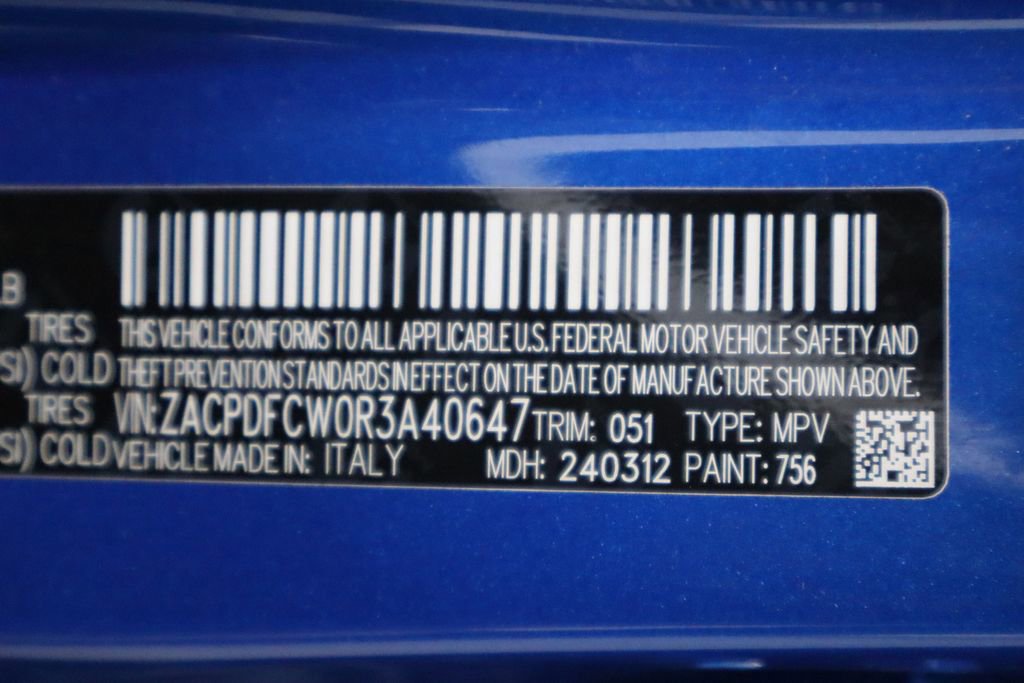 LB
TIRES THIS VEHICLE CONFORMS TO ALL APPLICABLE U.S. FEDERAL MOTOR VEHICLE SAFETY AND
SI) COLD THEFT PREVENTION STANDARDS IN EFFECT ON THE DATE OF MANUFACTURE SHOWN ABOVE.
TIRES VIN: ZACPDFCW0R3A40647 TRIM: 051 TYPE: MPV
SI) COLD VEHICLE MADE IN: ITALY MDH: 240312 PAINT: 756